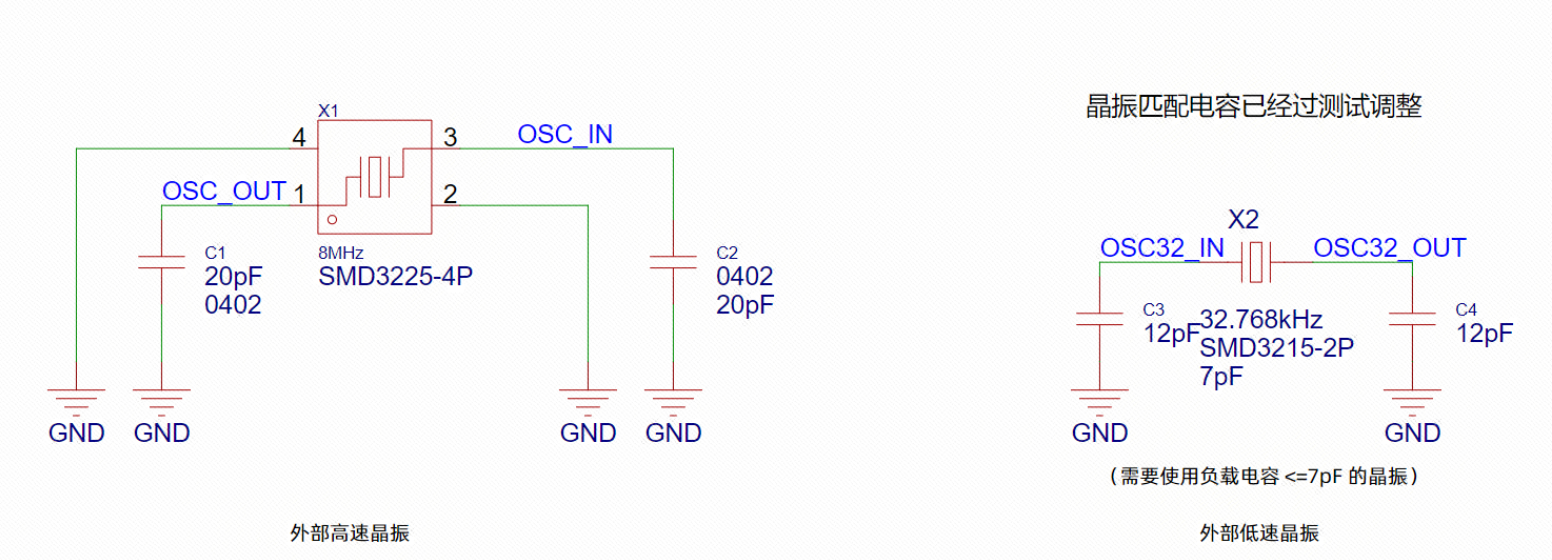 X1
4
3
OSC_IN
OSC_OUT
1
2
C1
20pF
0402
8MHz
SMD3225-4P
C2
0402
20pF
GND
GND
GND
GND
外部高速晶振
晶振匹配电容已经过测试调整
X2
OSC32_IN
OSC32_OUT
C3
12pF
32.768kHz
SMD3215-2P
7pF
C4
12pF
GND
GND
（需要使用负载电容 <=7pF 的晶振）
外部低速晶振